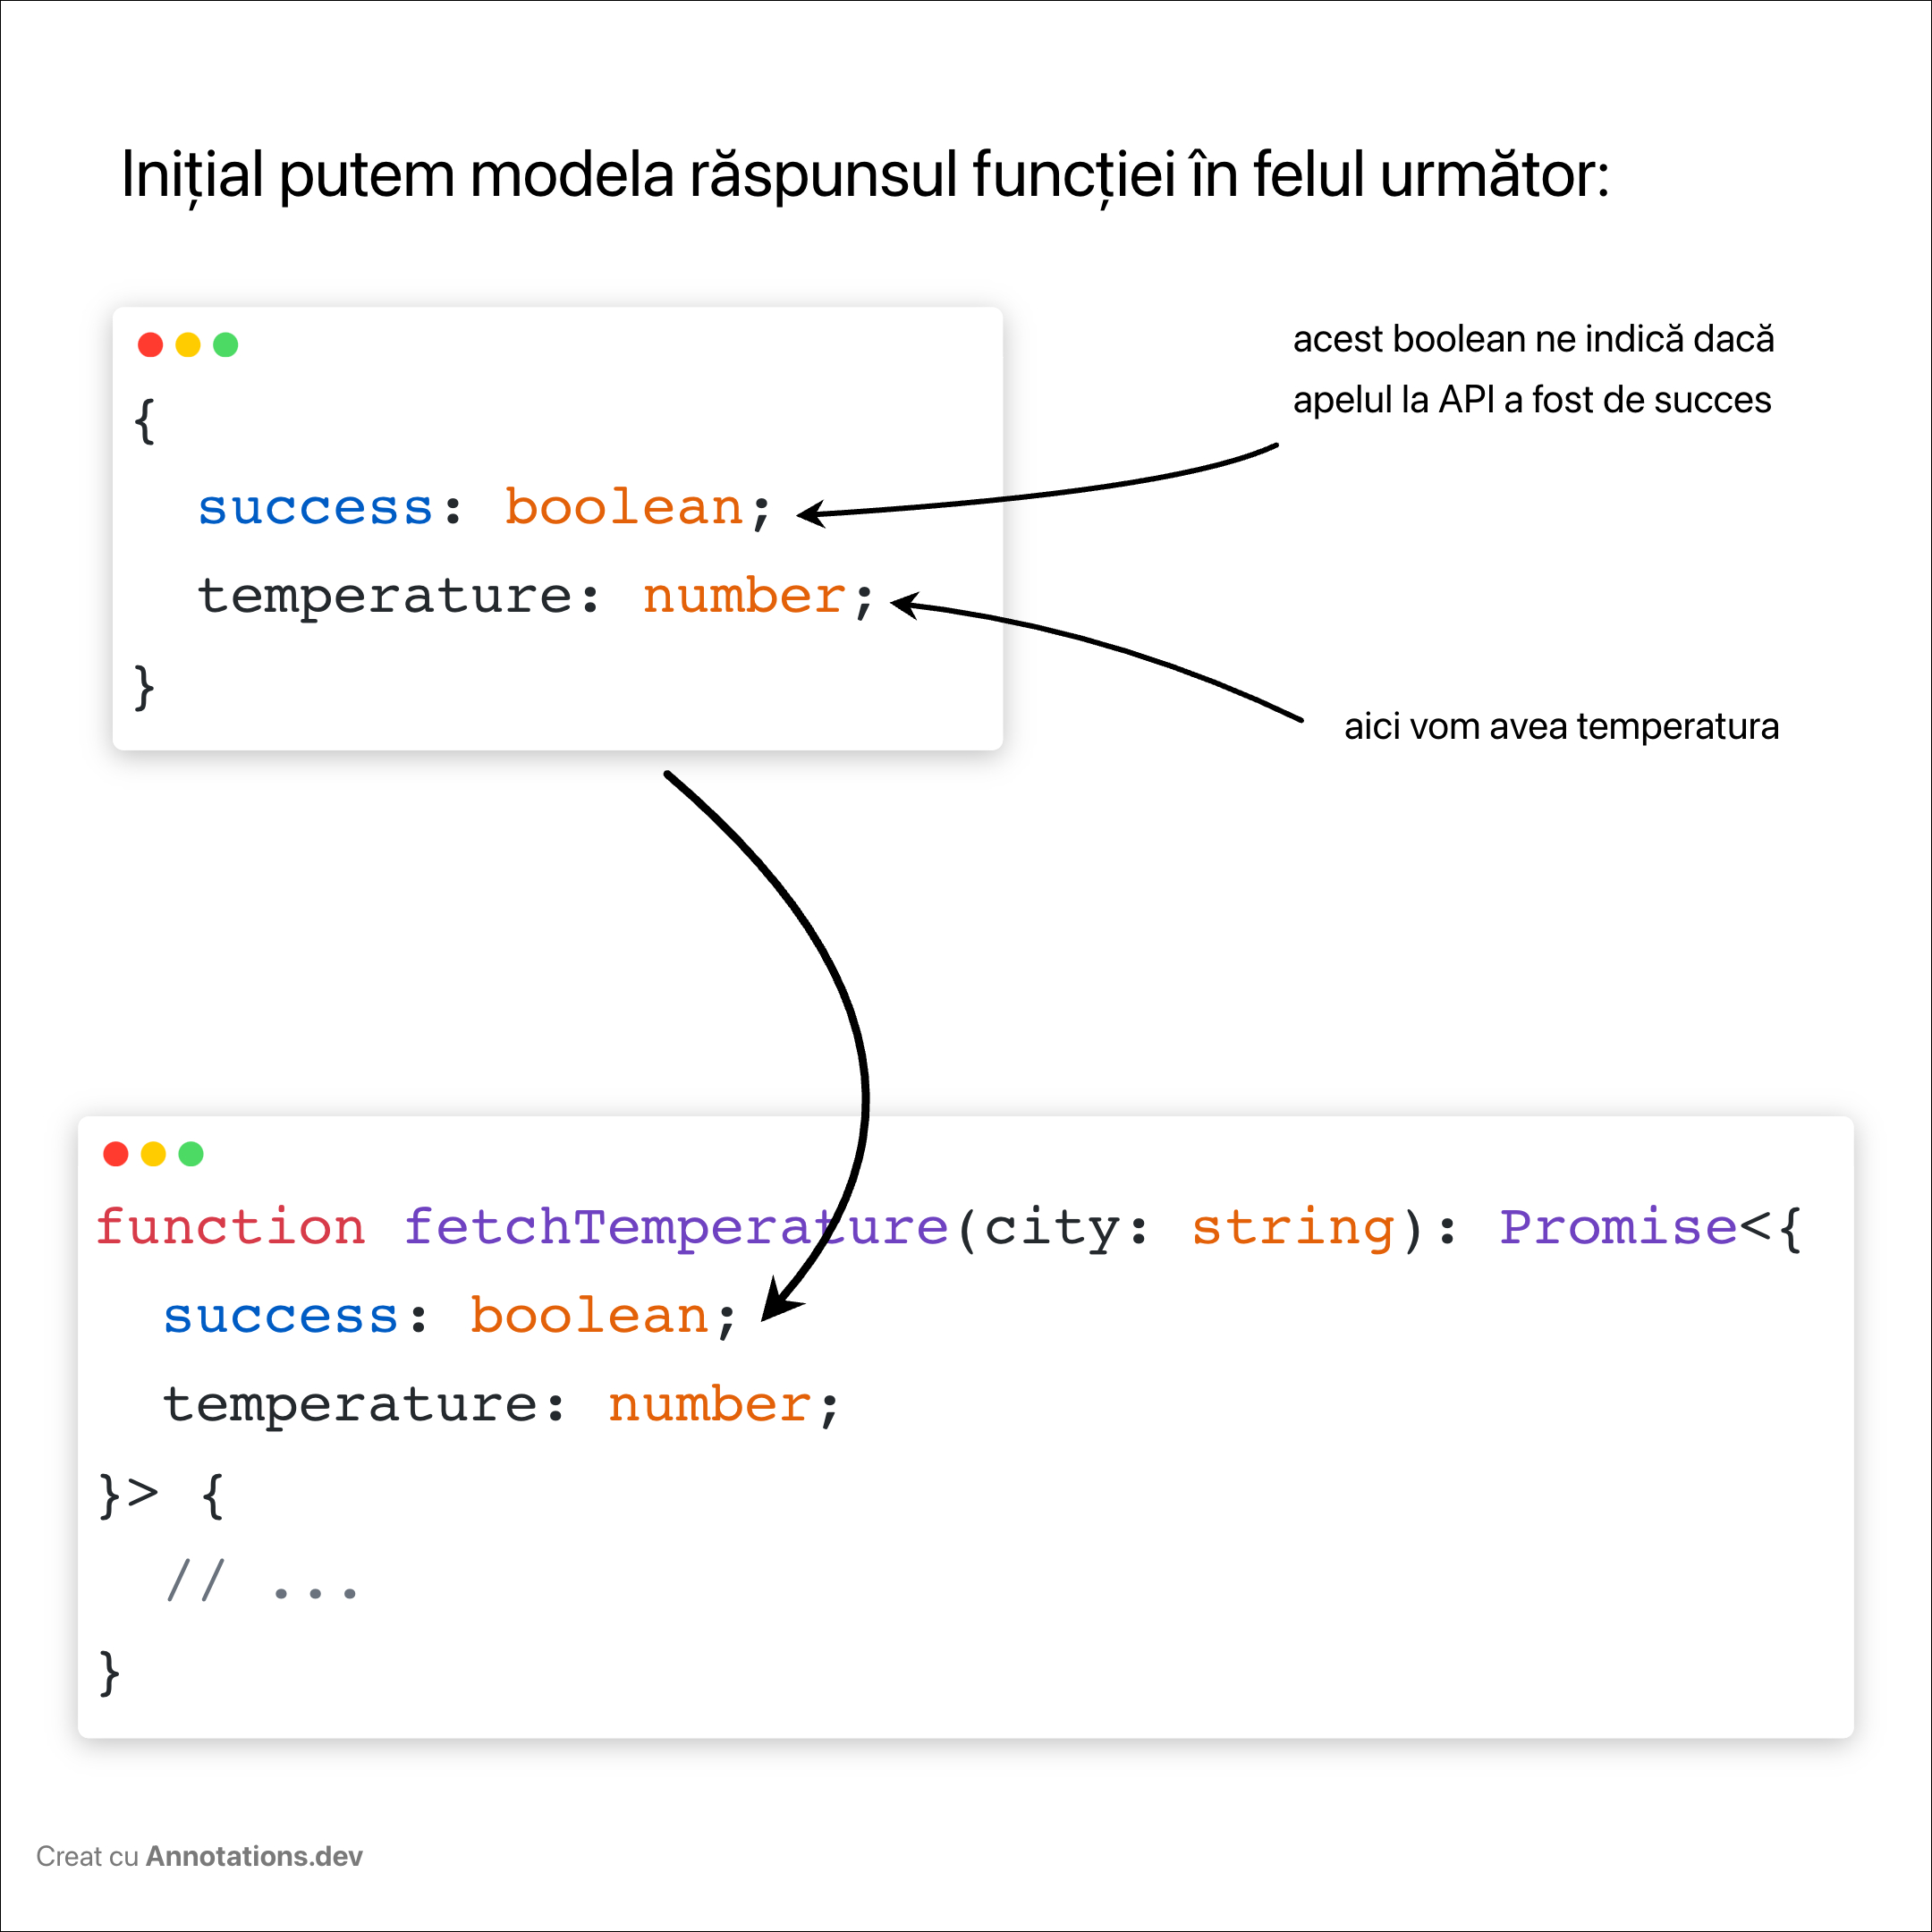 Inițial putem modela răspunsul funcției în felul următor:
{
  success: boolean;
  temperature: number;
}
acest boolean ne indică dacă
apelul la API a fost de succes
aici vom avea temperatura
function fetchTemperature(city: string): Promise<{
  success: boolean;
  temperature: number;
}> {
  // ...
}
Creat cu Annotations.dev